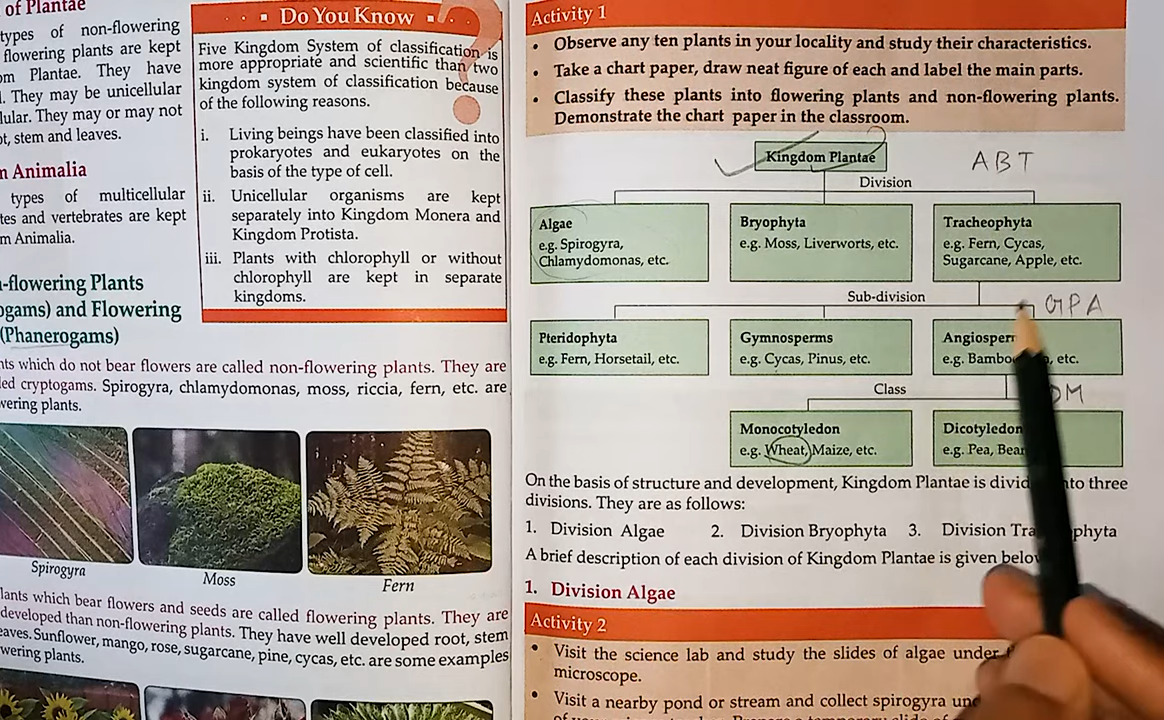 of Plantae
types of non-flowering
flowering plants are kept
om Plantae. They have
l. They may be unicellular
lular. They may or may not
ot, stem and leaves.
m Animalia
types of multicellular
tes and vertebrates are kept
m Animalia.
n-flowering Plants
ogams) and Flowering
(Phanerogams)
nts which do not bear flowers are called non-flowering plants. They are
led cryptogams. Spirogyra, chlamydomonas, moss, riccia, fern, etc. are
wering plants.
Spirogyra
Moss
Fern
lants which bear flowers and seeds are called flowering plants. They are
developed than non-flowering plants. They have well developed root, stem
eaves. Sunflower, mango, rose, sugarcane, pine, cycas, etc. are some examples
wering plants.
Do You Know
?
Five Kingdom System of classification is
more appropriate and scientific than two
kingdom system of classification because
of the following reasons.
i. Living beings have been classified into
prokaryotes and eukaryotes on the
basis of the type of cell.
ii. Unicellular organisms are kept
separately into Kingdom Monera and
Kingdom Protista.
iii. Plants with chlorophyll or without
chlorophyll are kept in separate
kingdoms.
Activity 1
• Observe any ten plants in your locality and study their characteristics.
• Take a chart paper, draw neat figure of each and label the main parts.
• Classify these plants into flowering plants and non-flowering plants.
Demonstrate the chart paper in the classroom.
Kingdom Plantae
ABT
Division
Algae
e.g. Spirogyra,
Chlamydomonas, etc.
Bryophyta
e.g. Moss, Liverworts, etc.
Tracheophyta
e.g. Fern, Cycas,
Sugarcane, Apple, etc.
Sub-division
GPA
Pteridophyta
e.g. Fern, Horsetail, etc.
Gymnosperms
e.g. Cycas, Pinus, etc.
Angiosperm
e.g. Bambo etc.
Class
DM
Monocotyledon
e.g. Wheat, Maize, etc.
Dicotyledon
e.g. Pea, Bea
On the basis of structure and development, Kingdom Plantae is divid to three
divisions. They are as follows:
1. Division Algae 2. Division Bryophyta 3. Division Tra phyta
A brief description of each division of Kingdom Plantae is given belo
1. Division Algae
Activity 2
• Visit the science lab and study the slides of algae under
microscope.
• Visit a nearby pond or stream and collect spirogyra